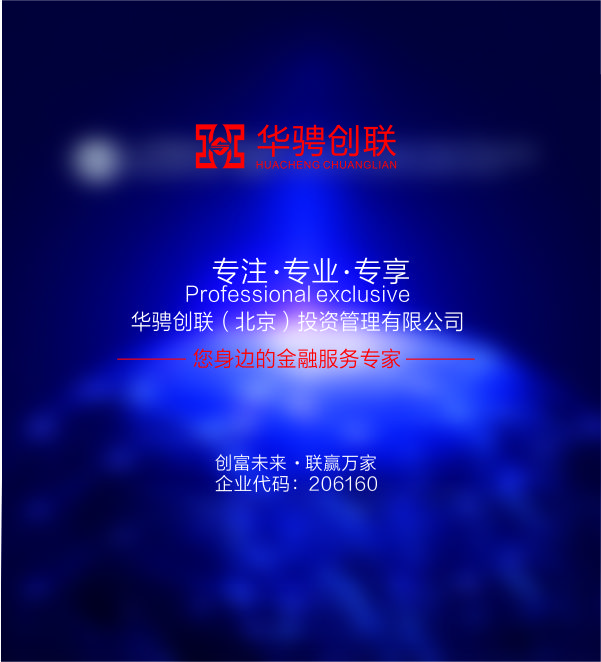 华骋创联
HUACHENG CHUANGLIAN
专注·专业·专享
Professional exclusive
华骋创联（北京）投资管理有限公司
您身边的金融服务专家
创富未来·联赢万家
企业代码：206160